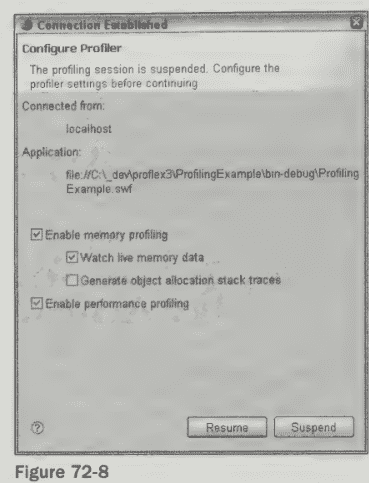 Connection Established
Configure Profiler
The profiling session is suspended. Configure the
profiler settings before continuing
Connected from:
localhost
Application:
file://C:\_dev\proflex3\ProfilingExample\bin-debug\Profiling
Example.swf
Enable memory profiling
Watch live memory data
Generate object allocation stack traces
Enable performance profiling
?
Resume
Suspend
Figure 72-8